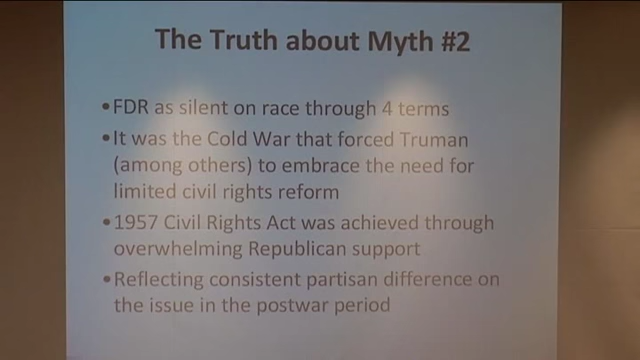 The Truth about Myth #2
•FDR as silent on race through 4 terms
•It was the Cold War that forced Truman
(among others) to embrace the need for
limited civil rights reform
•1957 Civil Rights Act was achieved through
overwhelming Republican support
•Reflecting consistent partisan difference on
the issue in the postwar period